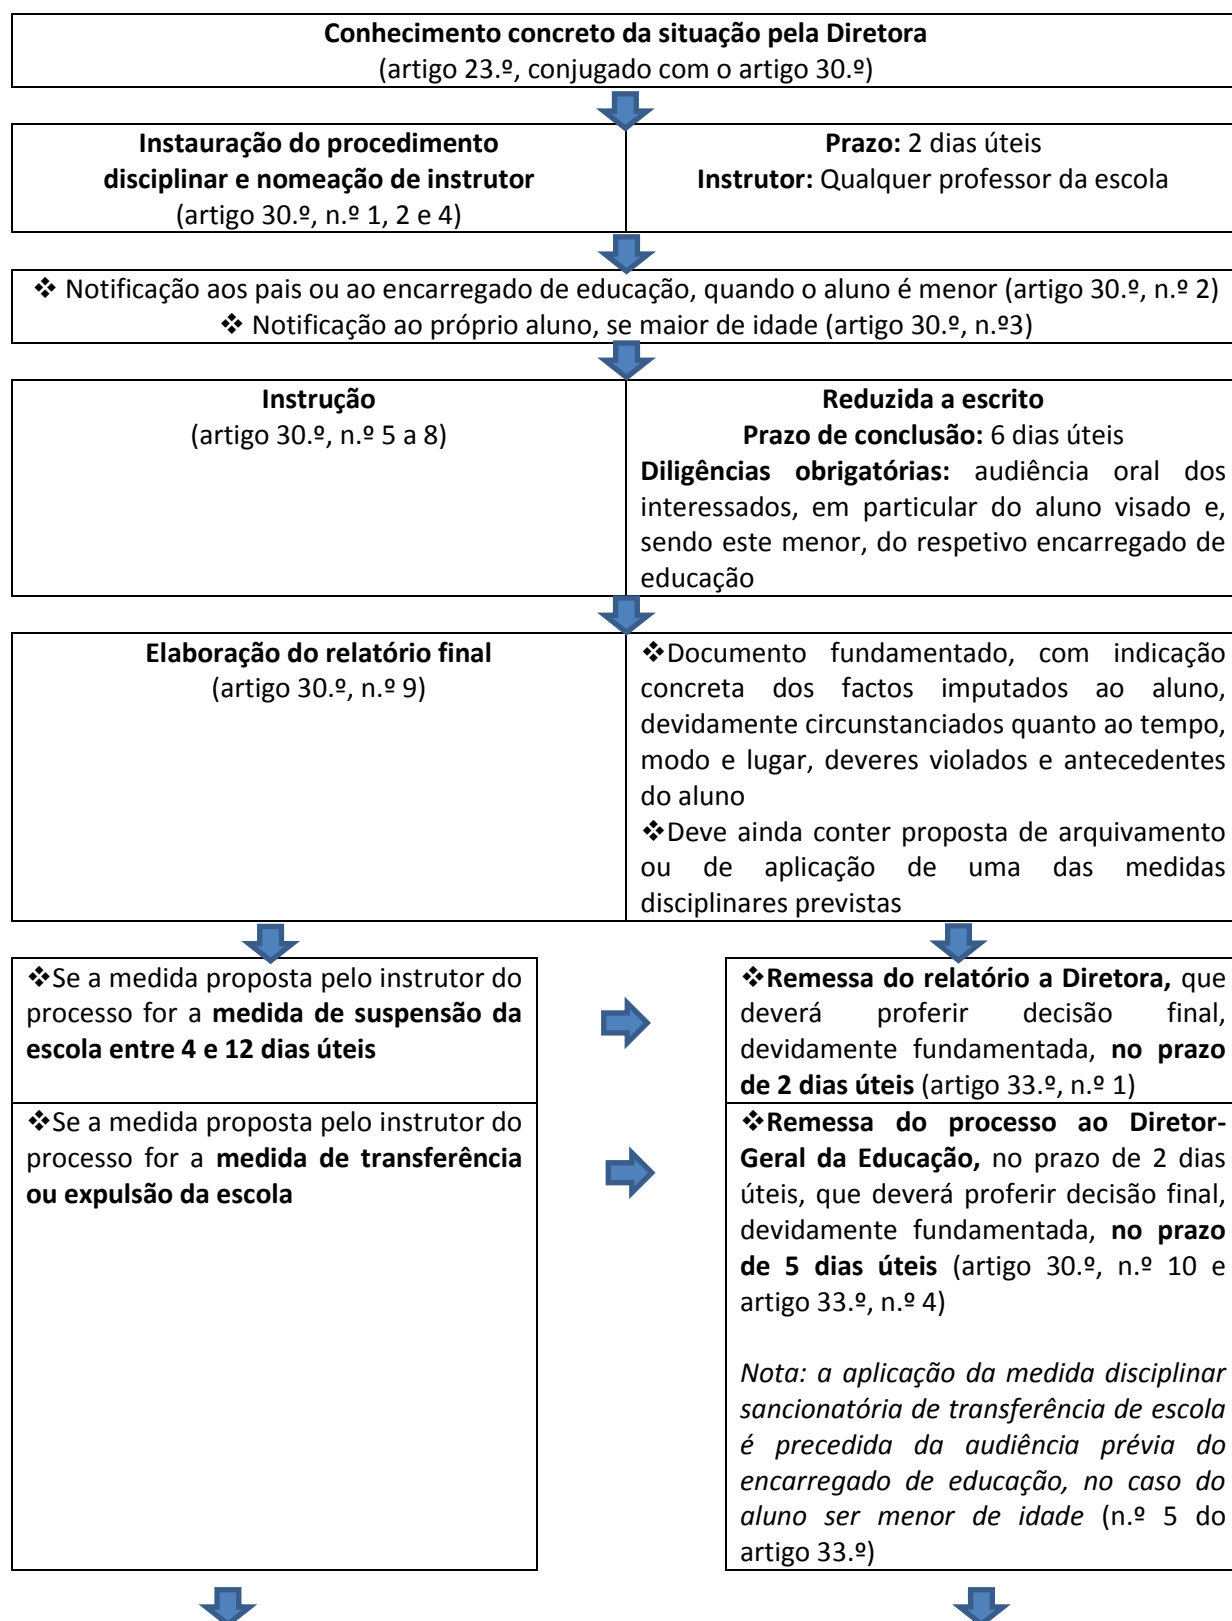 Conhecimento concreto da situação pela Diretora
(artigo 23.º, conjugado com o artigo 30.º)
Instauração do procedimento
disciplinar e nomeação de instrutor
(artigo 30.º, n.º 1, 2 e 4)
Prazo: 2 dias úteis
Instrutor: Qualquer professor da escola
❖ Notificação aos pais ou ao encarregado de educação, quando o aluno é menor (artigo 30.º, n.º 2)
❖ Notificação ao próprio aluno, se maior de idade (artigo 30.º, n.º3)
Instrução
(artigo 30.º, n.º 5 a 8)
Reduzida a escrito
Prazo de conclusão: 6 dias úteis
Diligências obrigatórias: audiência oral dos
interessados, em particular do aluno visado e,
sendo este menor, do respetivo encarregado de
educação
Elaboração do relatório final
(artigo 30.º, n.º 9)
❖Documento fundamentado, com indicação
concreta dos factos imputados ao aluno,
devidamente circunstanciados quanto ao tempo,
modo e lugar, deveres violados e antecedentes
do aluno
❖Deve ainda conter proposta de arquivamento
ou de aplicação de uma das medidas
disciplinares previstas
❖Se a medida proposta pelo instrutor do
processo for a medida de suspensão da
escola entre 4 e 12 dias úteis
❖Remessa do relatório a Diretora, que
deverá proferir decisão final,
devidamente fundamentada, no prazo
de 2 dias úteis (artigo 33.º, n.º 1)
❖Se a medida proposta pelo instrutor do
processo for a medida de transferência
ou expulsão da escola
❖Remessa do processo ao Diretor-
Geral da Educação, no prazo de 2 dias
úteis, que deverá proferir decisão final,
devidamente fundamentada, no prazo
de 5 dias úteis (artigo 30.º, n.º 10 e
artigo 33.º, n.º 4)
Nota: a aplicação da medida disciplinar
sancionatória de transferência de escola
é precedida da audiência prévia do
encarregado de educação, no caso do
aluno ser menor de idade (n.º 5 do
artigo 33.º)